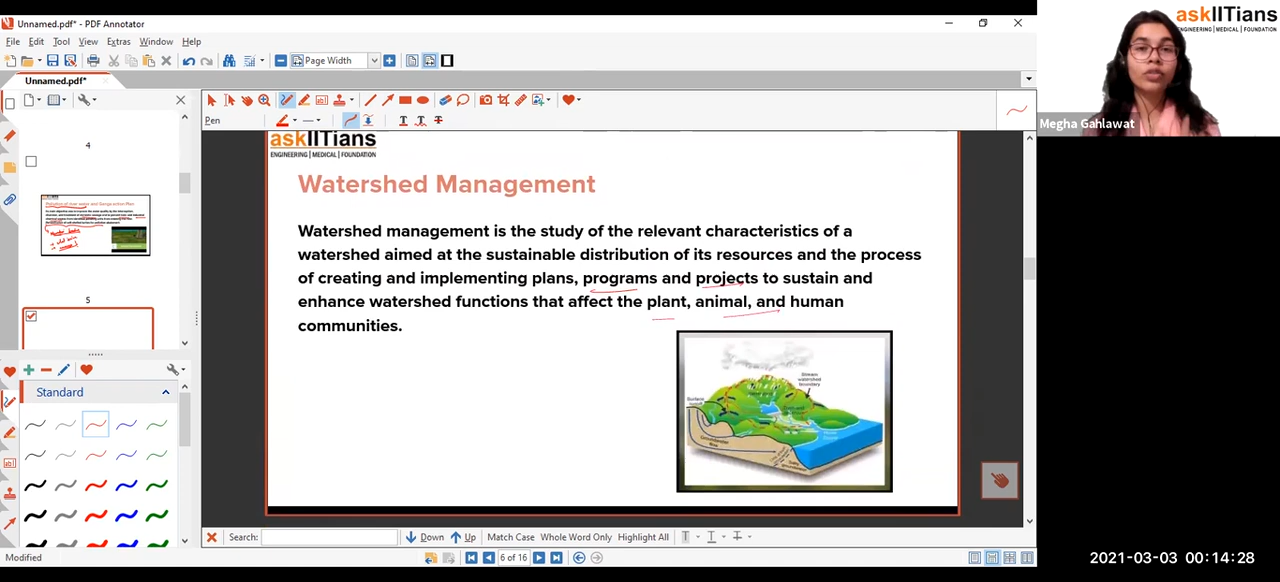 Unnamed.pdf* - PDF Annotator
askIITians
ENGINEERING | MEDICAL | FOUNDATION
File Edit Tool View Extras Window Help
Page Width
Unnamed.pdf*
Pen
Megha Gahlawat
4
5
Standard
askIITians
ENGINEERING | MEDICAL | FOUNDATION
Watershed Management
Watershed management is the study of the relevant characteristics of a
watershed aimed at the sustainable distribution of its resources and the process
of creating and implementing plans, programs and projects to sustain and
enhance watershed functions that affect the plant, animal, and human
communities.
Stream
watershed
boundary
Surface
Groundwater
Search: Down Up Match Case Whole Word Only Highlight All
Modified
6 of 16
2021-03-03 00:14:28